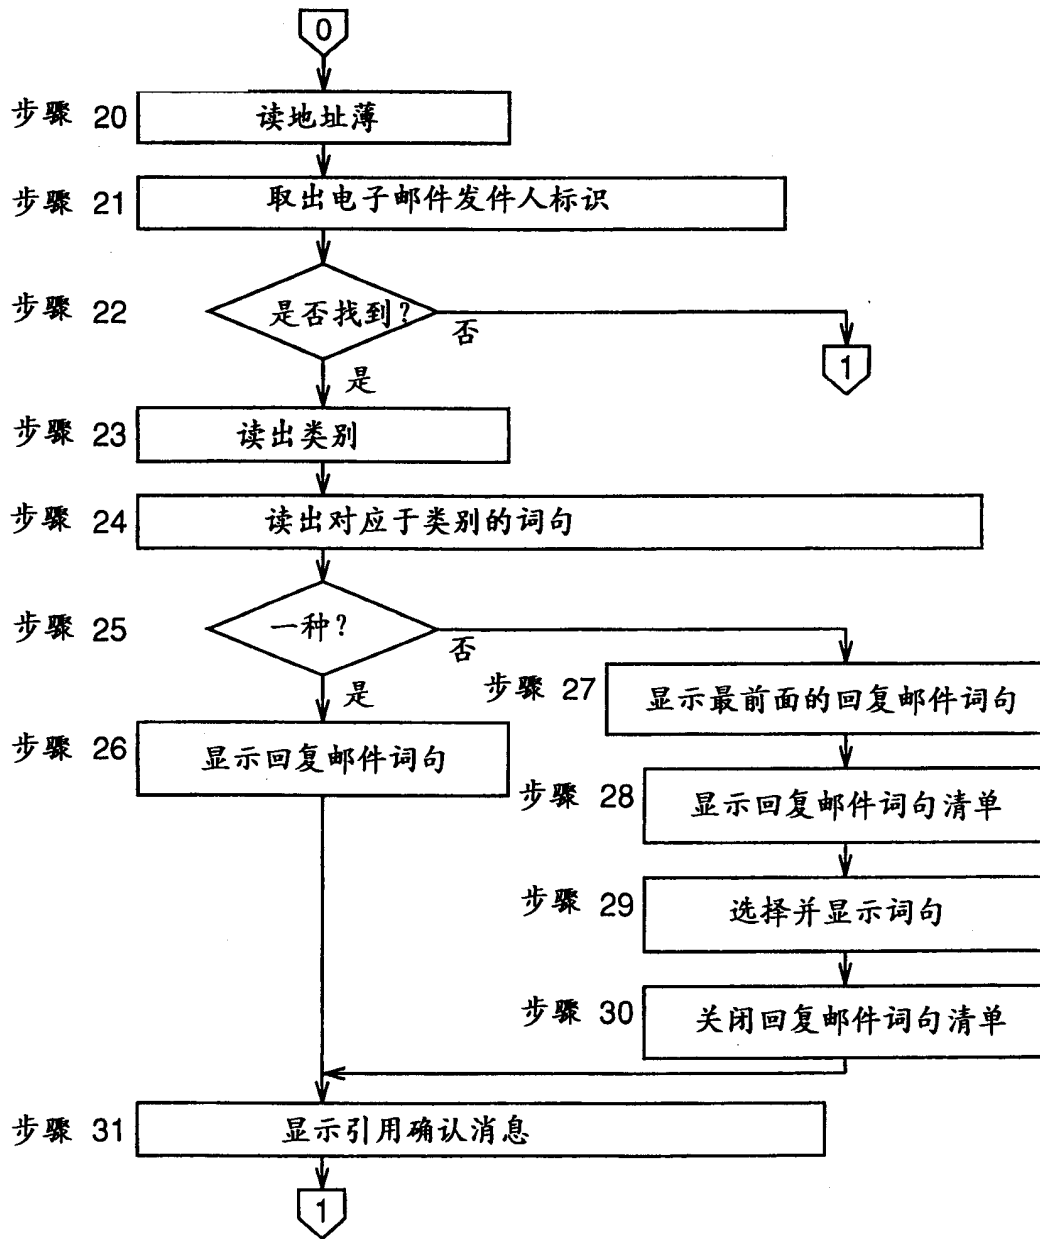 0
步骤 20
读地址薄
步骤 21
取出电子邮件发件人标识
步骤 22
是否找到?
否
1
是
步骤 23
读出类别
步骤 24
读出对应于类别的词句
步骤 25
一种?
否
是
步骤 26
显示回复邮件词句
步骤 27
显示最前面的回复邮件词句
步骤 28
显示回复邮件词句清单
步骤 29
选择并显示词句
步骤 30
关闭回复邮件词句清单
步骤 31
显示引用确认消息
1